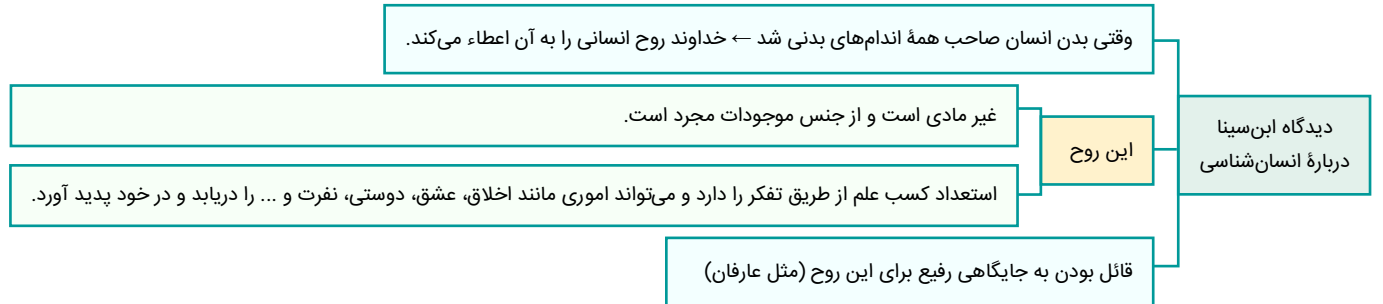 دیدگاه ابن‌سینا
دربارۀ انسان‌شناسی
وقتی بدن انسان صاحب همۀ اندام‌های بدنی شد ← خداوند روح انسانی را به آن اعطاء می‌کند.
این روح
غیر مادی است و از جنس موجودات مجرد است.
استعداد کسب علم از طریق تفکر را دارد و می‌تواند اموری مانند اخلاق، عشق، دوستی، نفرت و ... را دریابد و در خود پدید آورد.
قائل بودن به جایگاهی رفیع برای این روح (مثل عارفان)